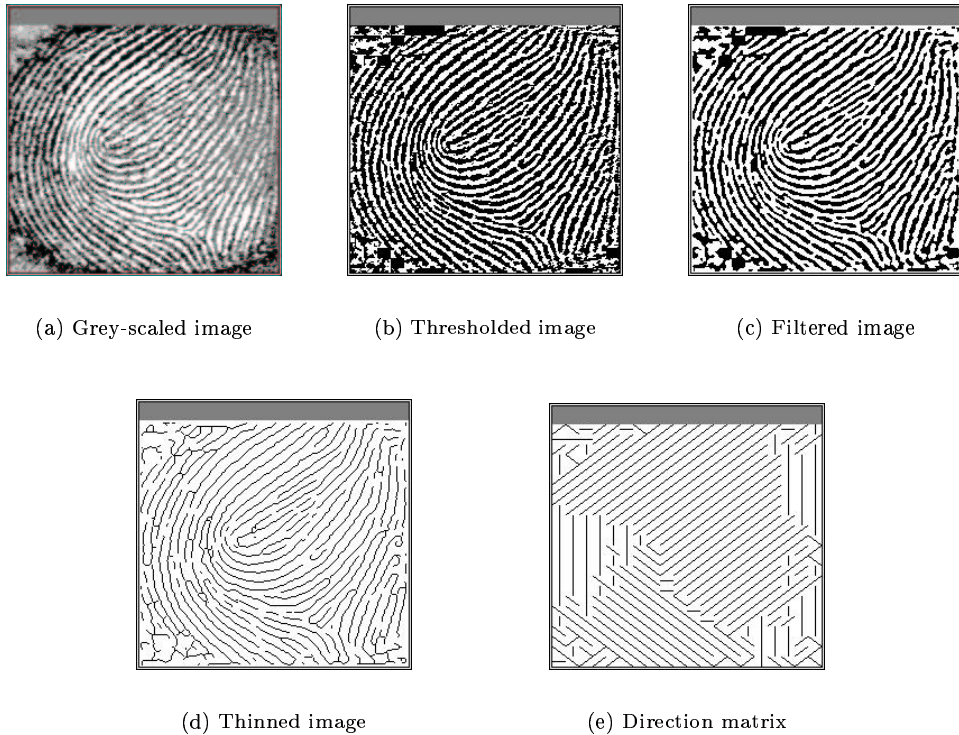 (a) Grey-scaled image
(b) Thresholded image
(c) Filtered image
(d) Thinned image
(e) Direction matrix